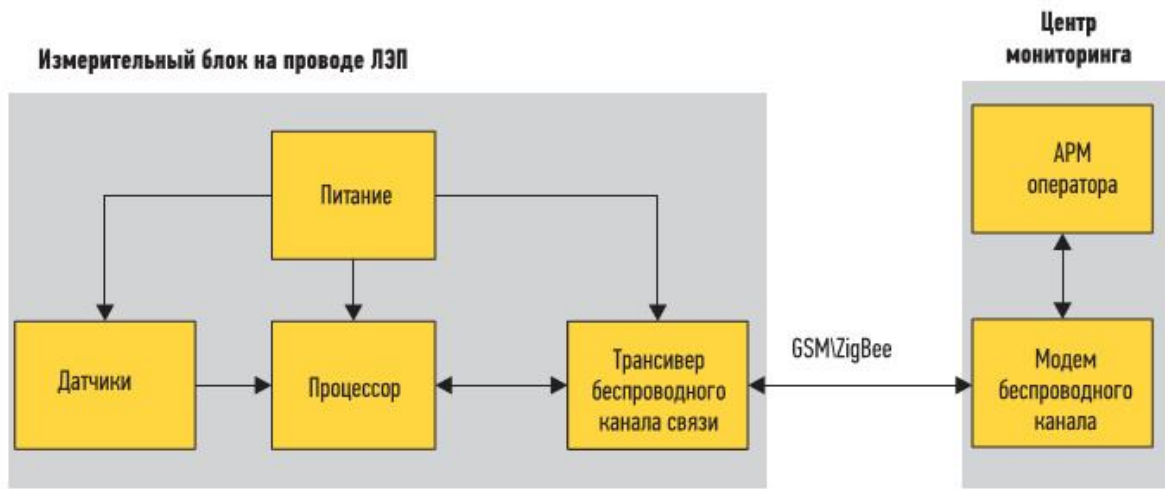 Измерительный блок на проводе ЛЭП
Центр
мониторинга
Питание
АРМ
оператора
Датчики
Процессор
Трансивер
беспроводного
канала связи
GSM\ZigBee
Модем
беспроводного
канала